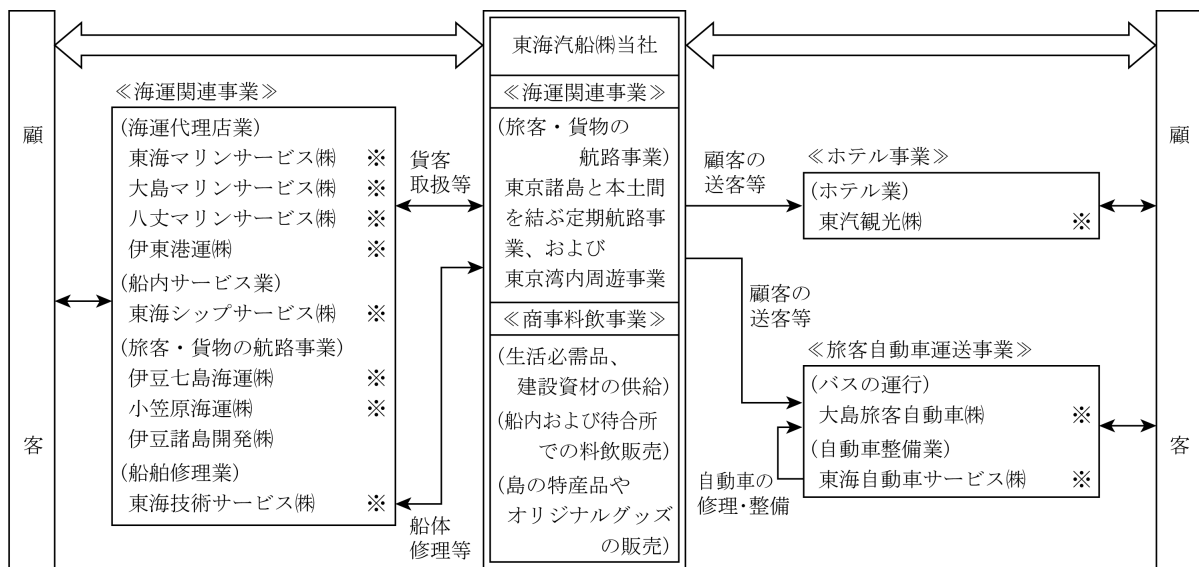 顧
客
≪海運関連事業≫
(海運代理店業)
東海マリンサービス㈱ ※
大島マリンサービス㈱ ※
八丈マリンサービス㈱ ※
伊東港運㈱ ※
(船内サービス業)
東海シップサービス㈱ ※
(旅客・貨物の航路事業)
伊豆七島海運㈱ ※
小笠原海運㈱ ※
伊豆諸島開発㈱
(船舶修理業)
東海技術サービス㈱ ※
貨客
取扱等
船体
修理等
東海汽船㈱当社
≪海運関連事業≫
(旅客・貨物の
航路事業)
東京諸島と本土間
を結ぶ定期航路事
業、および
東京湾内周遊事業
≪商事料飲事業≫
(生活必需品、
建設資材の供給)
(船内および待合所
での料飲販売)
(島の特産品や
オリジナルグッズ
の販売)
顧客の
送客等
≪ホテル事業≫
(ホテル業)
東汽観光㈱ ※
顧客の
送客等
≪旅客自動車運送事業≫
(バスの運行)
大島旅客自動車㈱ ※
(自動車整備業)
東海自動車サービス㈱ ※
自動車の
修理・整備
顧
客